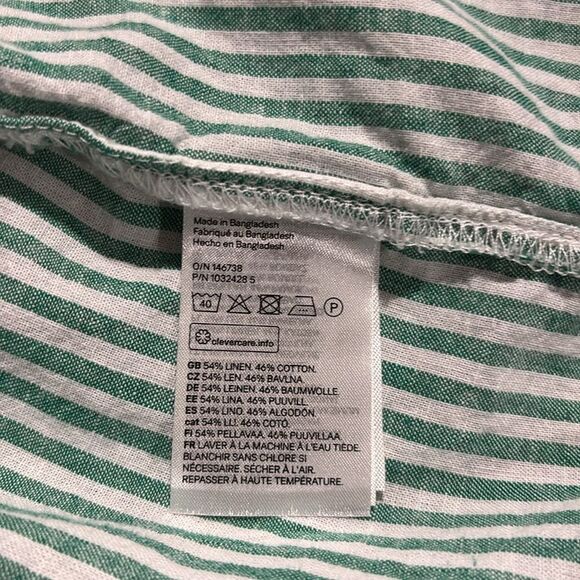 Made in Bangladesh
Fabriqué au Bangladesh
Hecho en Bangladesh
O/N 146738
P/N 1032428 5
40
P
clevercare.info
GB 54% LINEN. 46% COTTON.
CZ 54% LEN. 46% BAVLNA
DE 54% LEINEN. 46% BAUMWOLLE
EE 54% LINA. 46% PUUVILL
ES 54% LINO. 46% ALGODÓN.
cat 54% LLI. 46% COTÓ.
FI 54% PELLAVAA. 46% PUUVILLAA
FR LAVER À LA MACHINE À L'EAU TIÈDE.
BLANCHIR SANS CHLORE SI
NÉCESSAIRE. SÉCHER À L'AIR.
REPASSER À HAUTE TEMPÉRATURE.